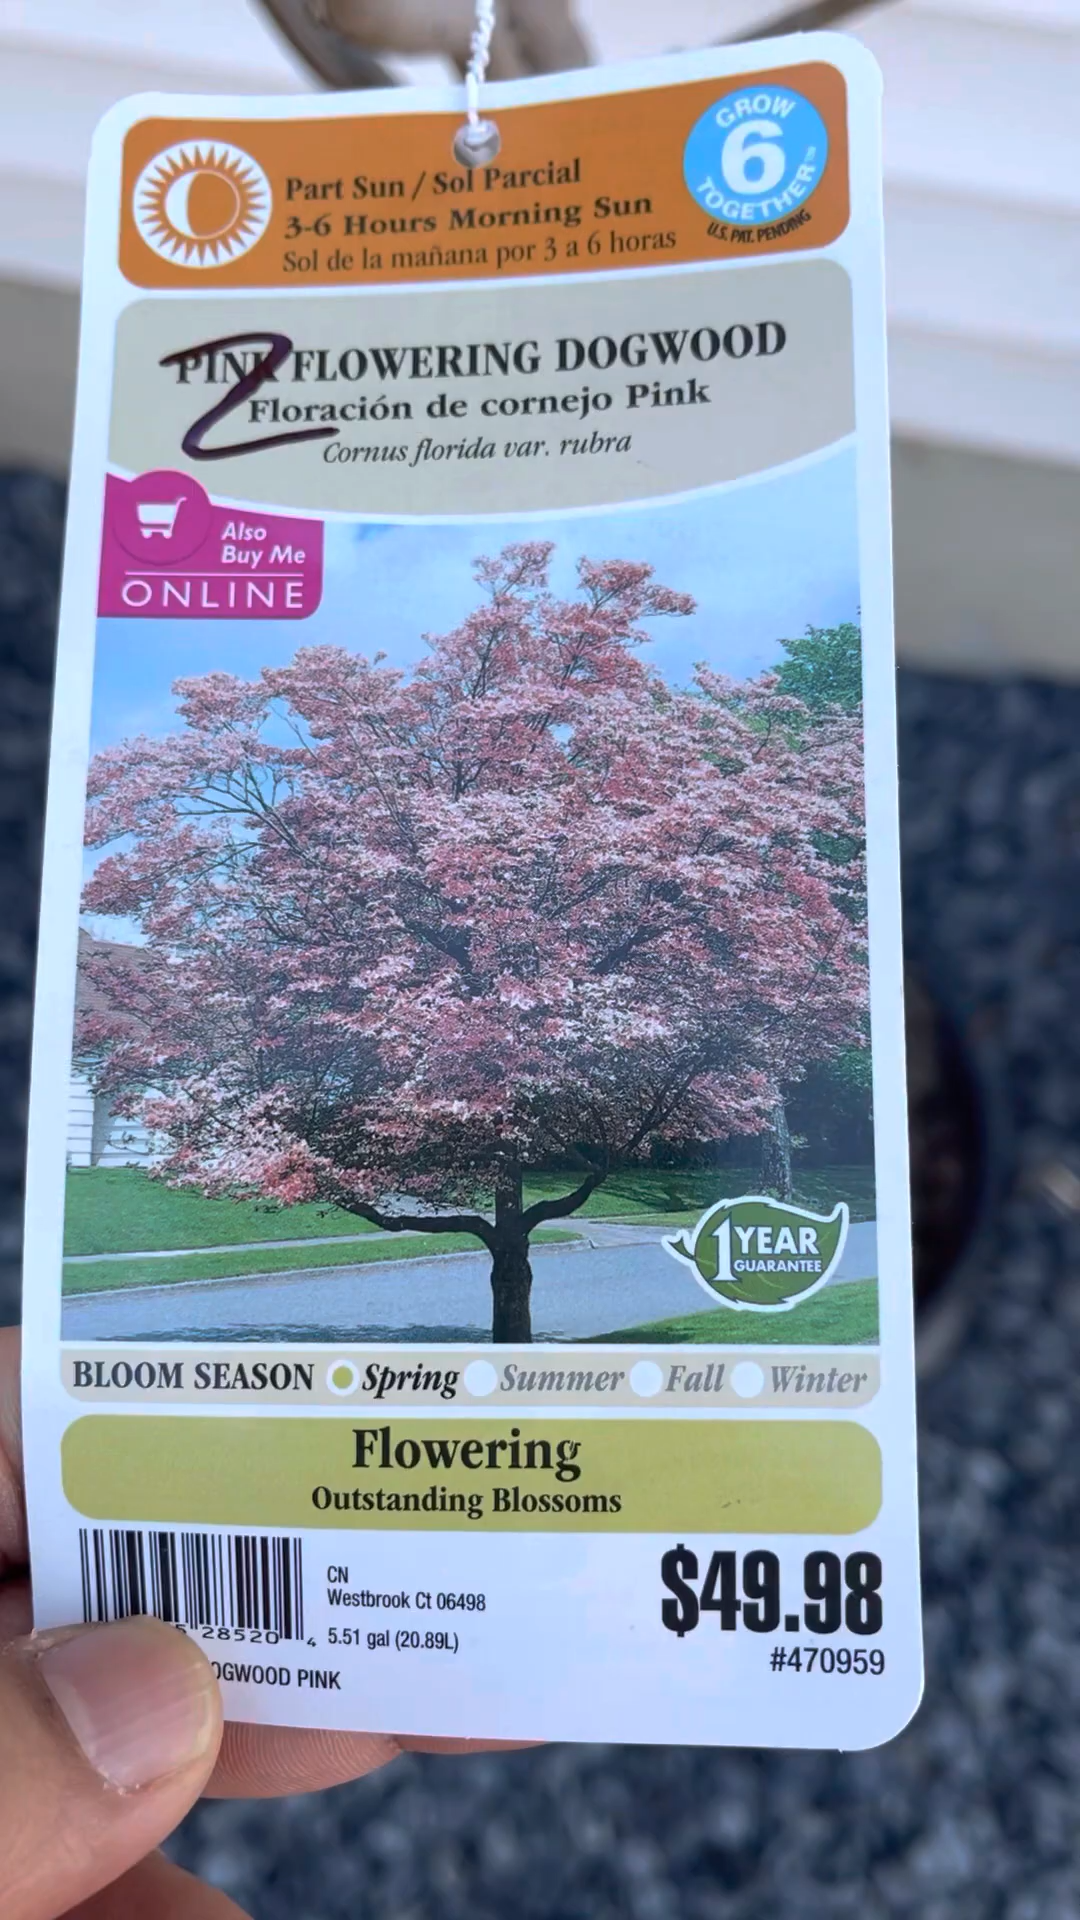 Part Sun / Sol Parcial
3-6 Hours Morning Sun
Sol de la mañana por 3 a 6 horas
GROW
6
TOGETHER™
U.S. PAT. PENDING
PINK FLOWERING DOGWOOD
Floración de cornejo Pink
Cornus florida var. rubra
Also
Buy Me
ONLINE
1 YEAR
GUARANTEE
BLOOM SEASON Spring Summer Fall Winter
Flowering
Outstanding Blossoms
CN
Westbrook Ct 06498
28520 4
5.51 gal (20.89L)
PINK
$49.98
#470959